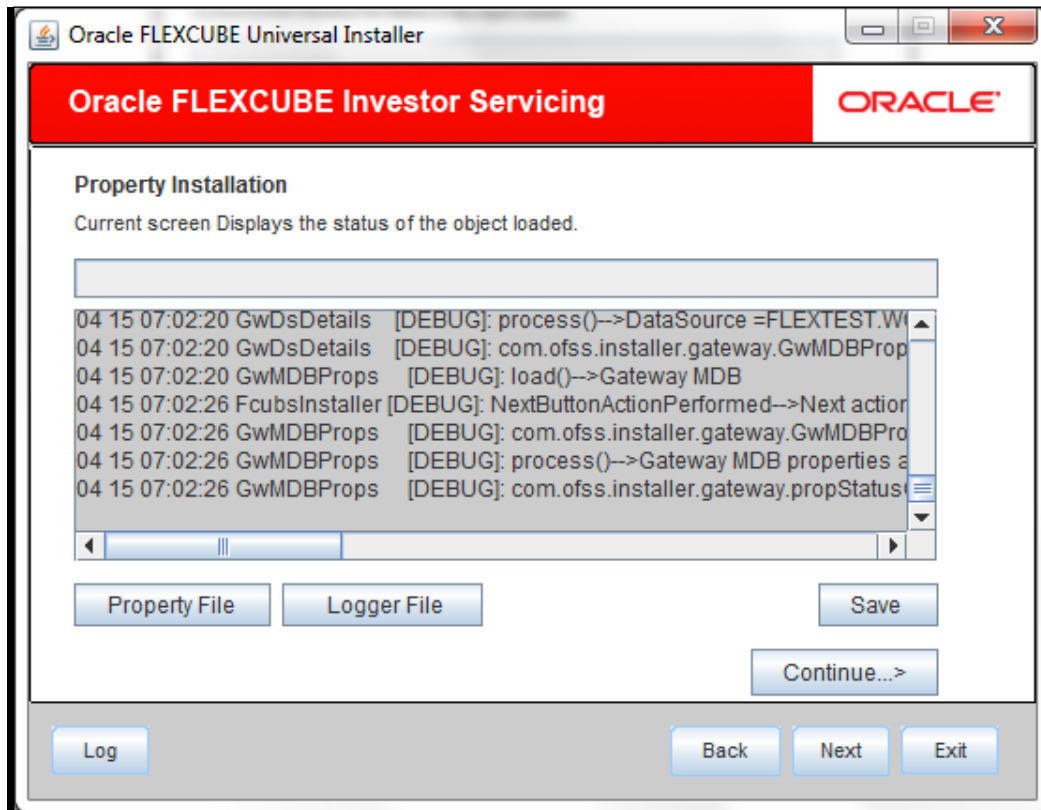 Oracle FLEXCUBE Universal Installer
Oracle FLEXCUBE Investor Servicing
ORACLE
Property Installation
Current screen Displays the status of the object loaded.
04 15 07:02:20 GwDsDetails [DEBUG]: process()-->DataSource =FLEXTEST.W
04 15 07:02:20 GwDsDetails [DEBUG]: com.ofss.installer.gateway.GwMDBProp
04 15 07:02:20 GwMDBProps [DEBUG]: load()-->Gateway MDB
04 15 07:02:26 FcubsInstaller [DEBUG]: NextButtonActionPerformed-->Next action
04 15 07:02:26 GwMDBProps [DEBUG]: com.ofss.installer.gateway.GwMDBPro
04 15 07:02:26 GwMDBProps [DEBUG]: process()-->Gateway MDB properties a
04 15 07:02:26 GwMDBProps [DEBUG]: com.ofss.installer.gateway.propStatus
Property File Logger File Save
Continue...>
Log Back Next Exit